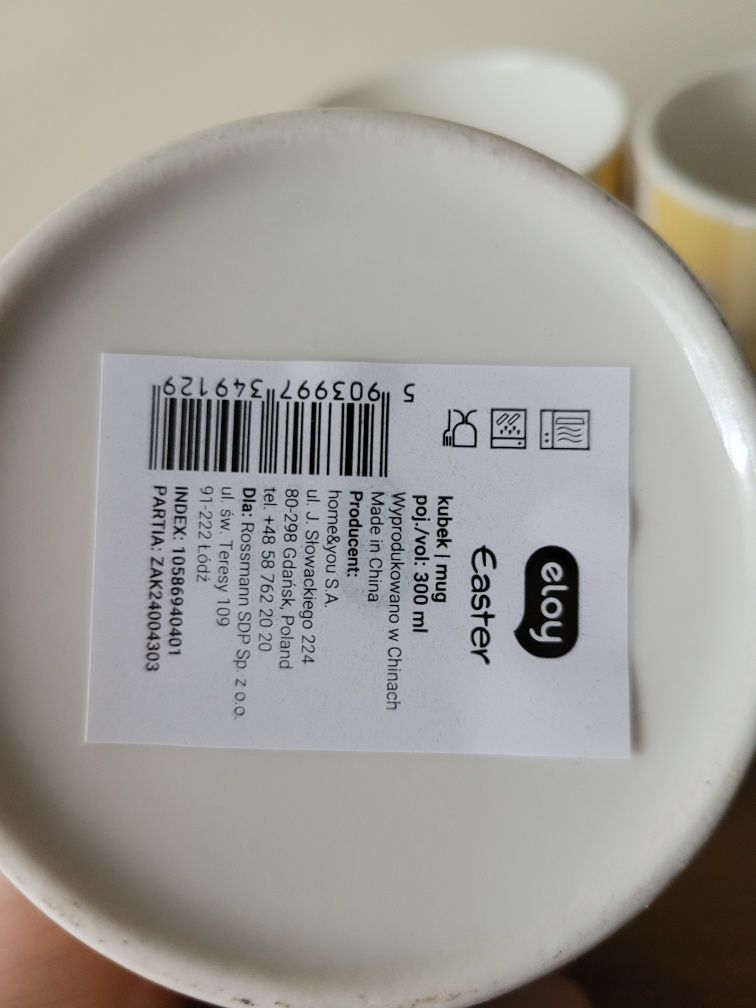 eloy
Easter
kubek | mug
poj./vol: 300 ml
Wyprodukowano w Chinach
Made in China
Producent:
home&you S.A.
ul. J. Słowackiego 224
80-298 Gdańsk, Poland
tel. +48 58 762 20 20
Dla: Rossmann SDP Sp. z o.o.
ul. św. Teresy 109
91-222 Łódź
INDEX: 10586940401
PARTIA: ZAK24004303
5 903997 349129